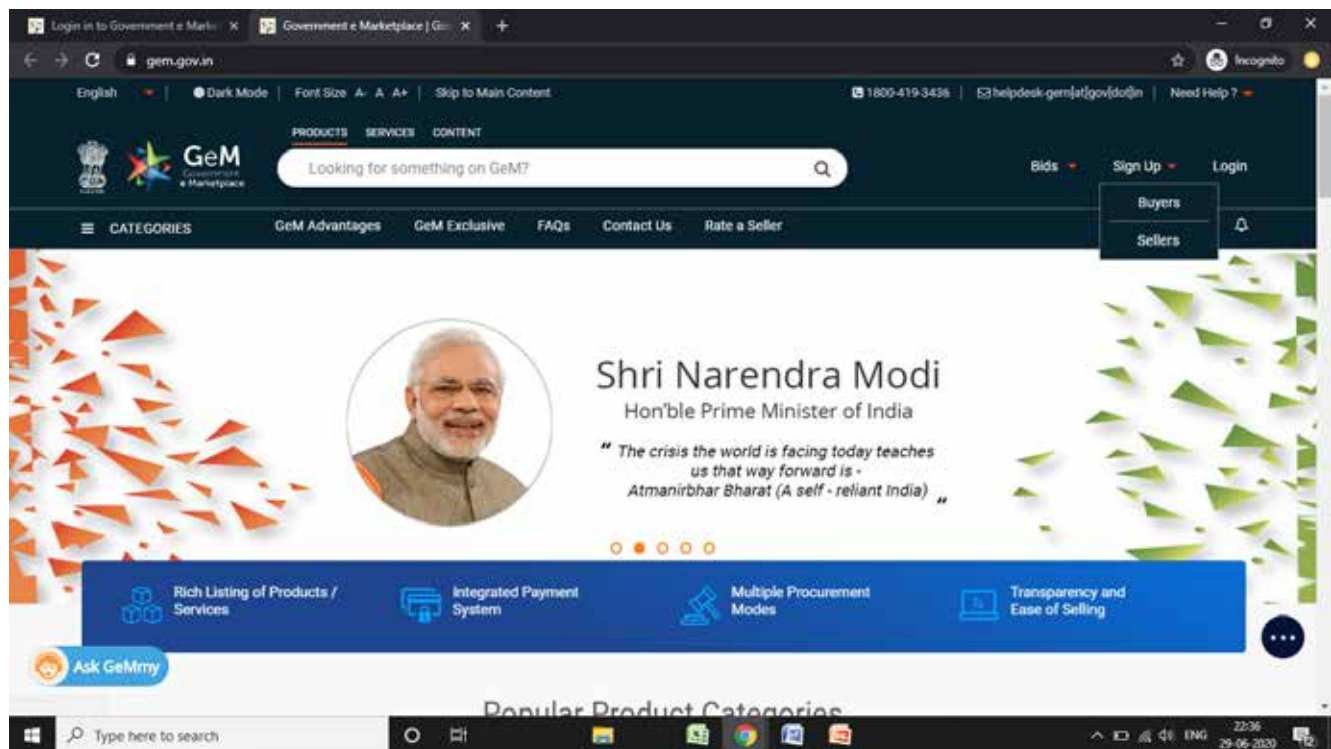 Login in to Government e Marke
Government e Marketplace | Ge
gem.gov.in
Incognito
English | Dark Mode | Font Size A- A A+ | Skip to Main Content
1800-419-3436 | helpdesk-gem[at]gov[dot]in | Need Help ?
PRODUCTS SERVICES CONTENT
GeM
Government
e Marketplace
Looking for something on GeM?
Bids Sign Up Login
Buyers
Sellers
CATEGORIES GeM Advantages GeM Exclusive FAQs Contact Us Rate a Seller
Shri Narendra Modi
Hon'ble Prime Minister of India
" The crisis the world is facing today teaches
us that way forward is -
Atmanirbhar Bharat (A self - reliant India) "
Rich Listing of Products /
Services
Integrated Payment
System
Multiple Procurement
Modes
Transparency and
Ease of Selling
Ask GeMmy
Popular Product Categories
Type here to search
ENG
22:36
29-06-2020